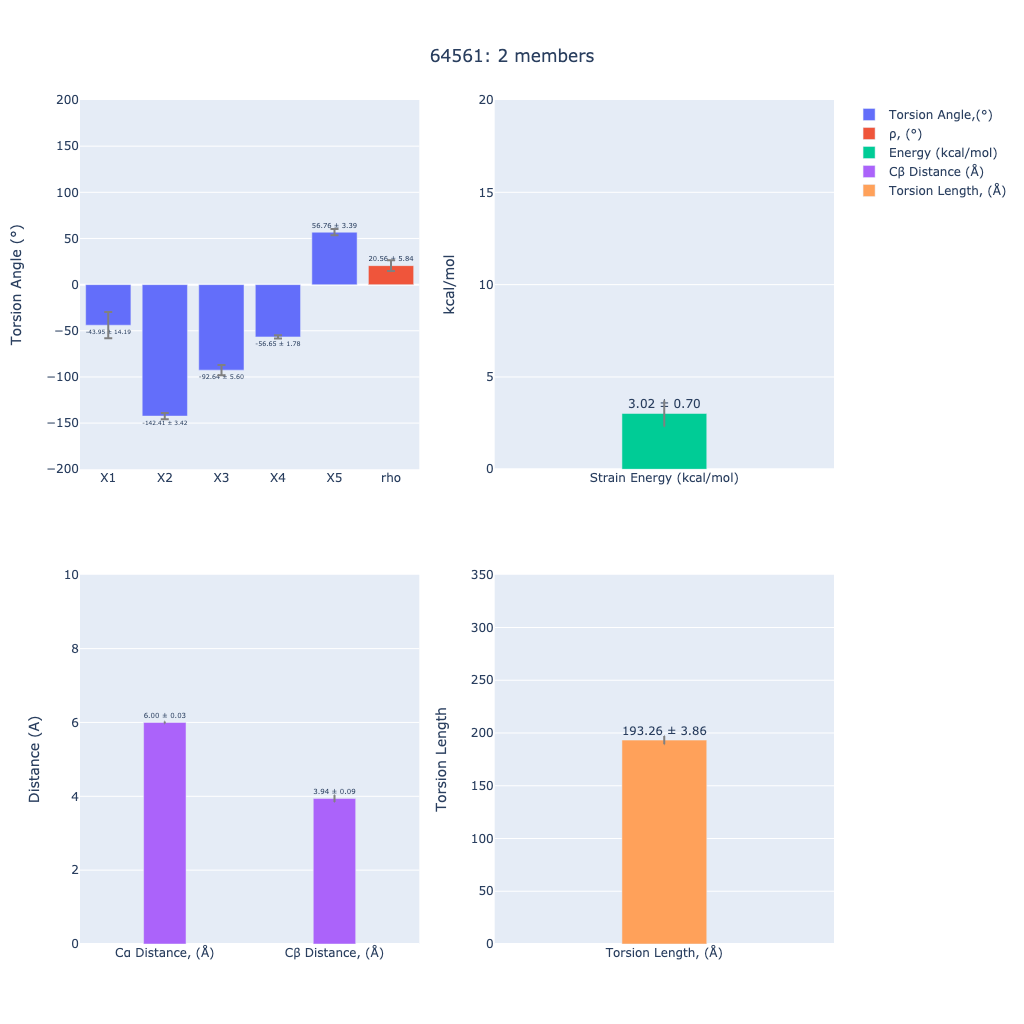 64561: 2 members
200
150
100
50
0
−50
−100
−150
−200
Torsion Angle (°)
-43.95 ± 14.19
-142.41 ± 3.42
-92.64 ± 5.60
-56.65 ± 1.78
56.76 ± 3.39
20.56 ± 5.84
X1 X2 X3 X4 X5 rho
20
15
10
5
0
kcal/mol
3.02 ± 0.70
Strain Energy (kcal/mol)
Torsion Angle,(°)
ρ, (°)
Energy (kcal/mol)
Cβ Distance (Å)
Torsion Length, (Å)
10
8
6
4
2
0
Distance (A)
6.00 ± 0.03
3.94 ± 0.09
Cα Distance, (Å) Cβ Distance, (Å)
350
300
250
200
150
100
50
0
Torsion Length
193.26 ± 3.86
Torsion Length, (Å)